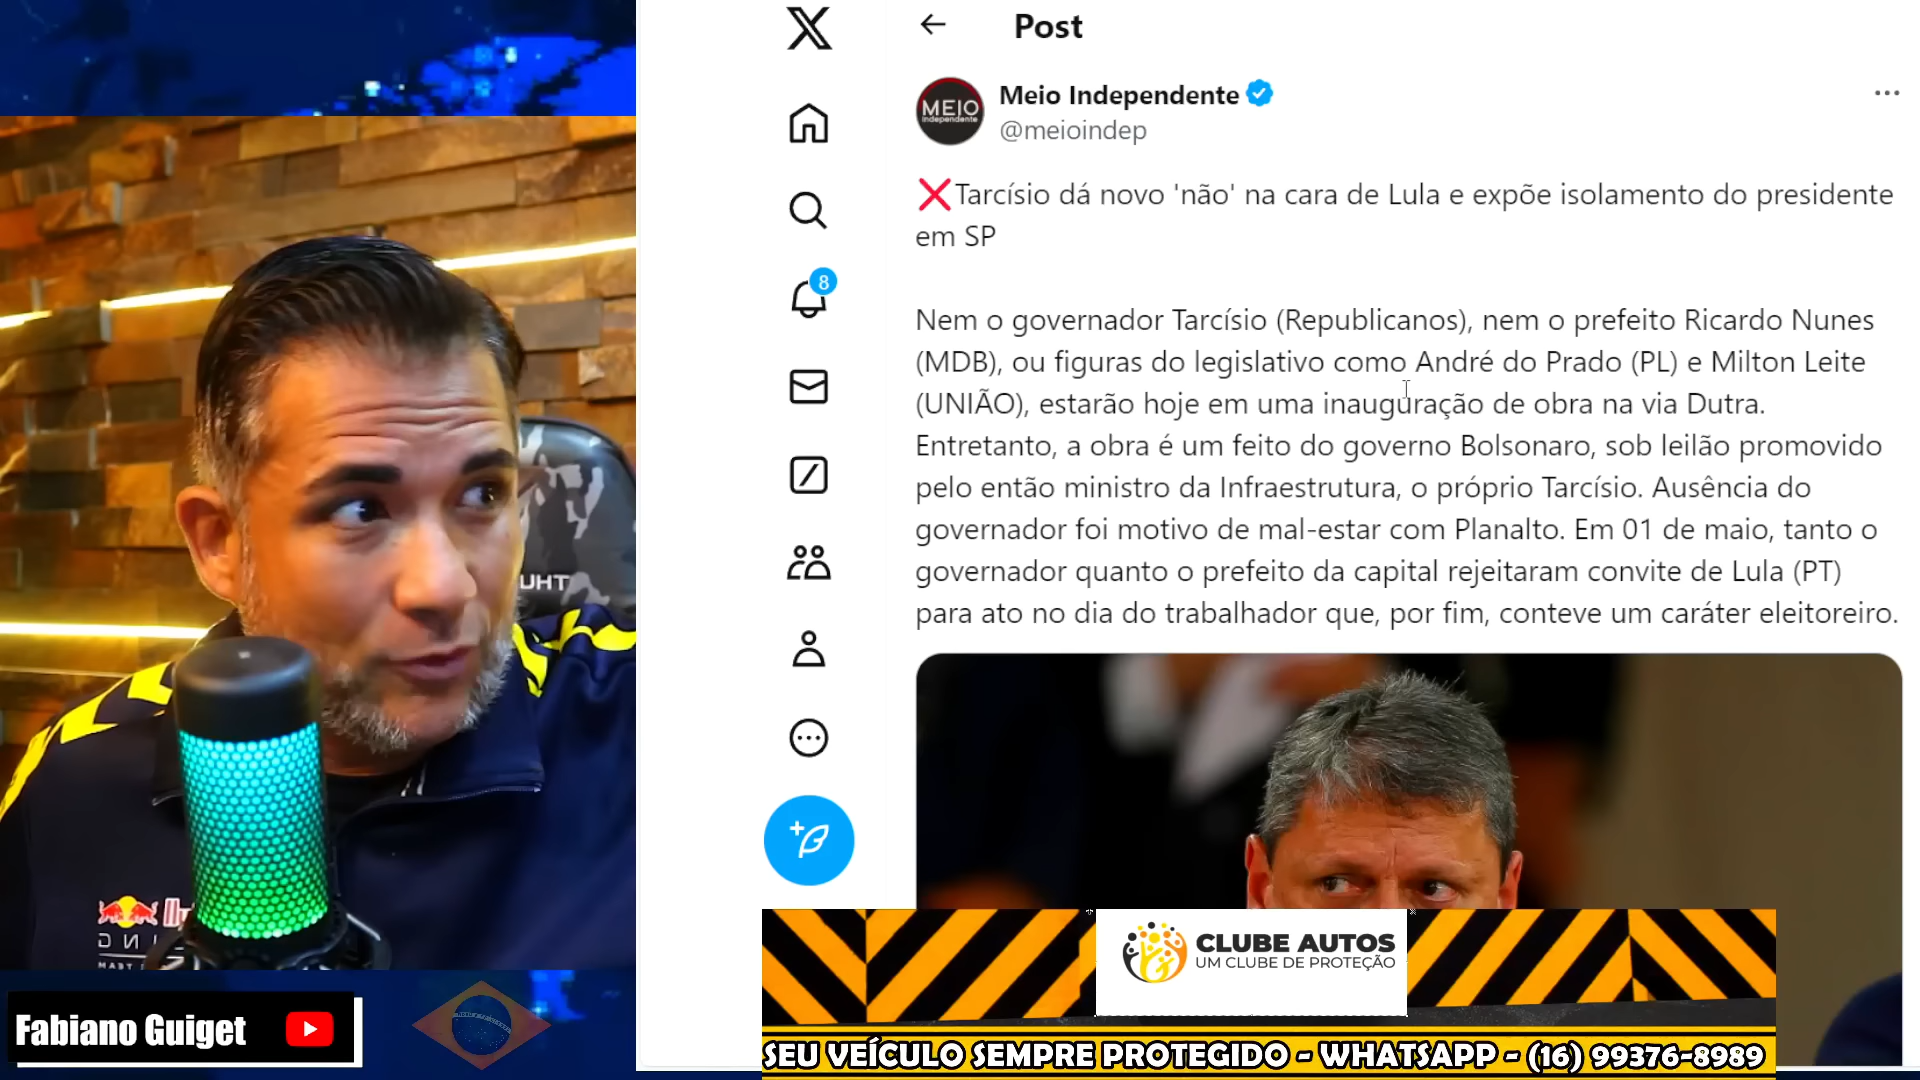 Post
MEIO
Independente
Meio Independente
@meioindep
❌Tarcísio dá novo 'não' na cara de Lula e expõe isolamento do presidente
em SP
Nem o governador Tarcísio (Republicanos), nem o prefeito Ricardo Nunes
(MDB), ou figuras do legislativo como André do Prado (PL) e Milton Leite
(UNIÃO), estarão hoje em uma inauguração de obra na via Dutra.
Entretanto, a obra é um feito do governo Bolsonaro, sob leilão promovido
pelo então ministro da Infraestrutura, o próprio Tarcísio. Ausência do
governador foi motivo de mal-estar com Planalto. Em 01 de maio, tanto o
governador quanto o prefeito da capital rejeitaram convite de Lula (PT)
para ato no dia do trabalhador que, por fim, conteve um caráter eleitoreiro.
8
UHT
Red Bull
Fabiano Guiget
CLUBE AUTOS
UM CLUBE DE PROTEÇÃO
SEU VEÍCULO SEMPRE PROTEGIDO - WHATSAPP - (16) 99376-8989